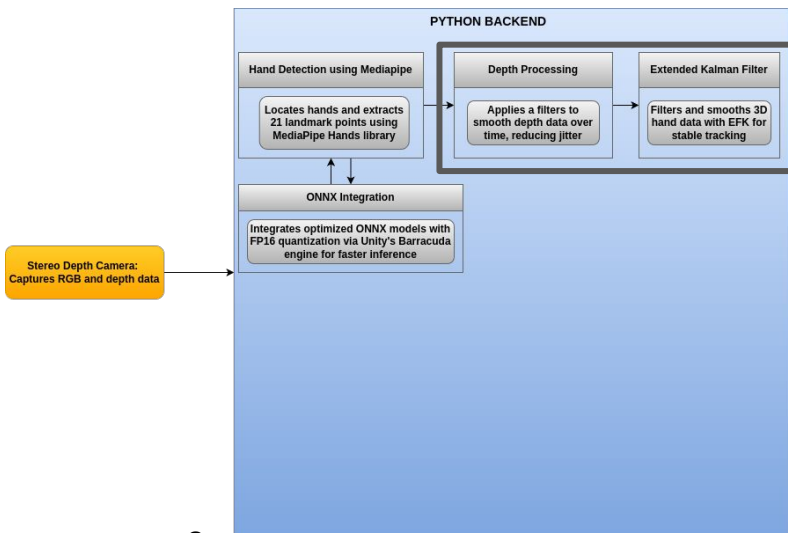 PYTHON BACKEND
Hand Detection using Mediapipe
Locates hands and extracts
21 landmark points using
MediaPipe Hands library
Depth Processing
Applies a filters to
smooth depth data over
time, reducing jitter
Extended Kalman Filter
Filters and smooths 3D
hand data with EFK for
stable tracking
ONNX Integration
Integrates optimized ONNX models with
FP16 quantization via Unity's Barracuda
engine for faster inference
Stereo Depth Camera:
Captures RGB and depth data